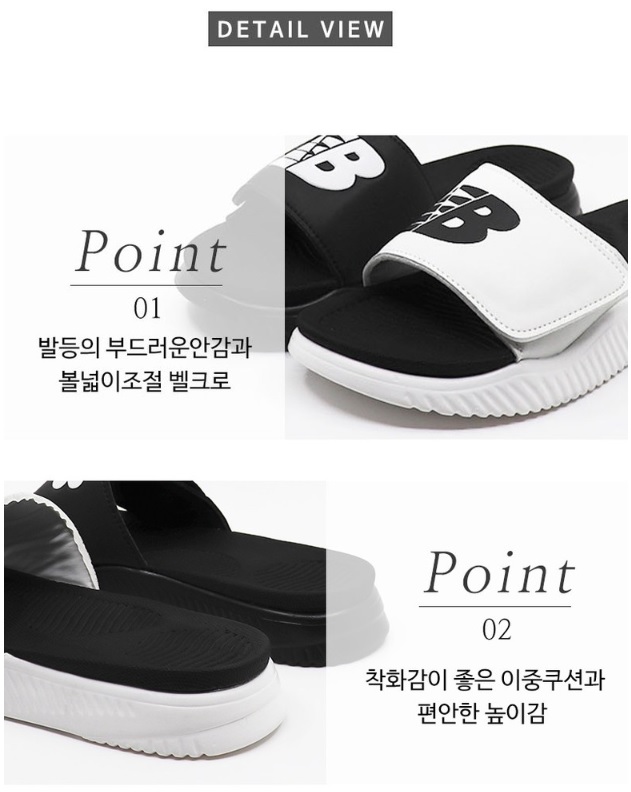 DETAIL VIEW
B
B
Point
01
발등의 부드러운안감과
볼넓이조절 벨크로
Point
02
착화감이 좋은 이중쿠션과
편안한 높이감